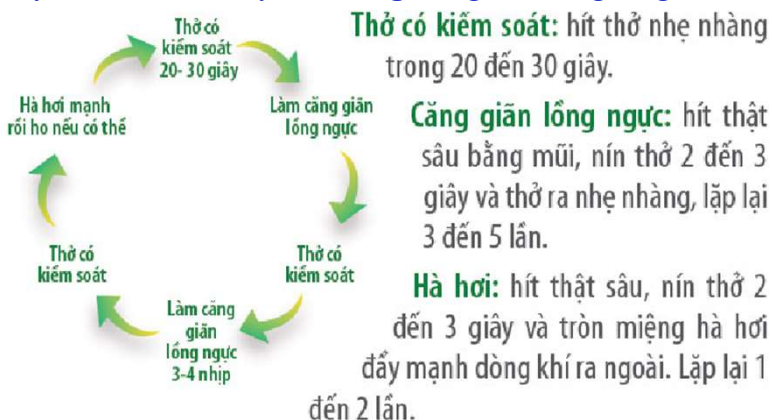 Thở có
kiểm soát
20- 30 giây
Làm căng giãn
lồng ngực
Thở có
kiểm soát
Làm căng
giãn
lồng ngực
3-4 nhịp
Thở có
kiểm soát
Hà hơi mạnh
rồi ho nếu có thể
Thở có kiểm soát: hít thở nhẹ nhàng
trong 20 đến 30 giây.
Căng giãn lồng ngực: hít thật
sâu bằng mũi, nín thở 2 đến 3
giây và thở ra nhẹ nhàng, lặp lại
3 đến 5 lần.
Hà hơi: hít thật sâu, nín thở 2
đến 3 giây và tròn miệng hà hơi
đẩy mạnh dòng khí ra ngoài. Lặp lại 1
đến 2 lần.